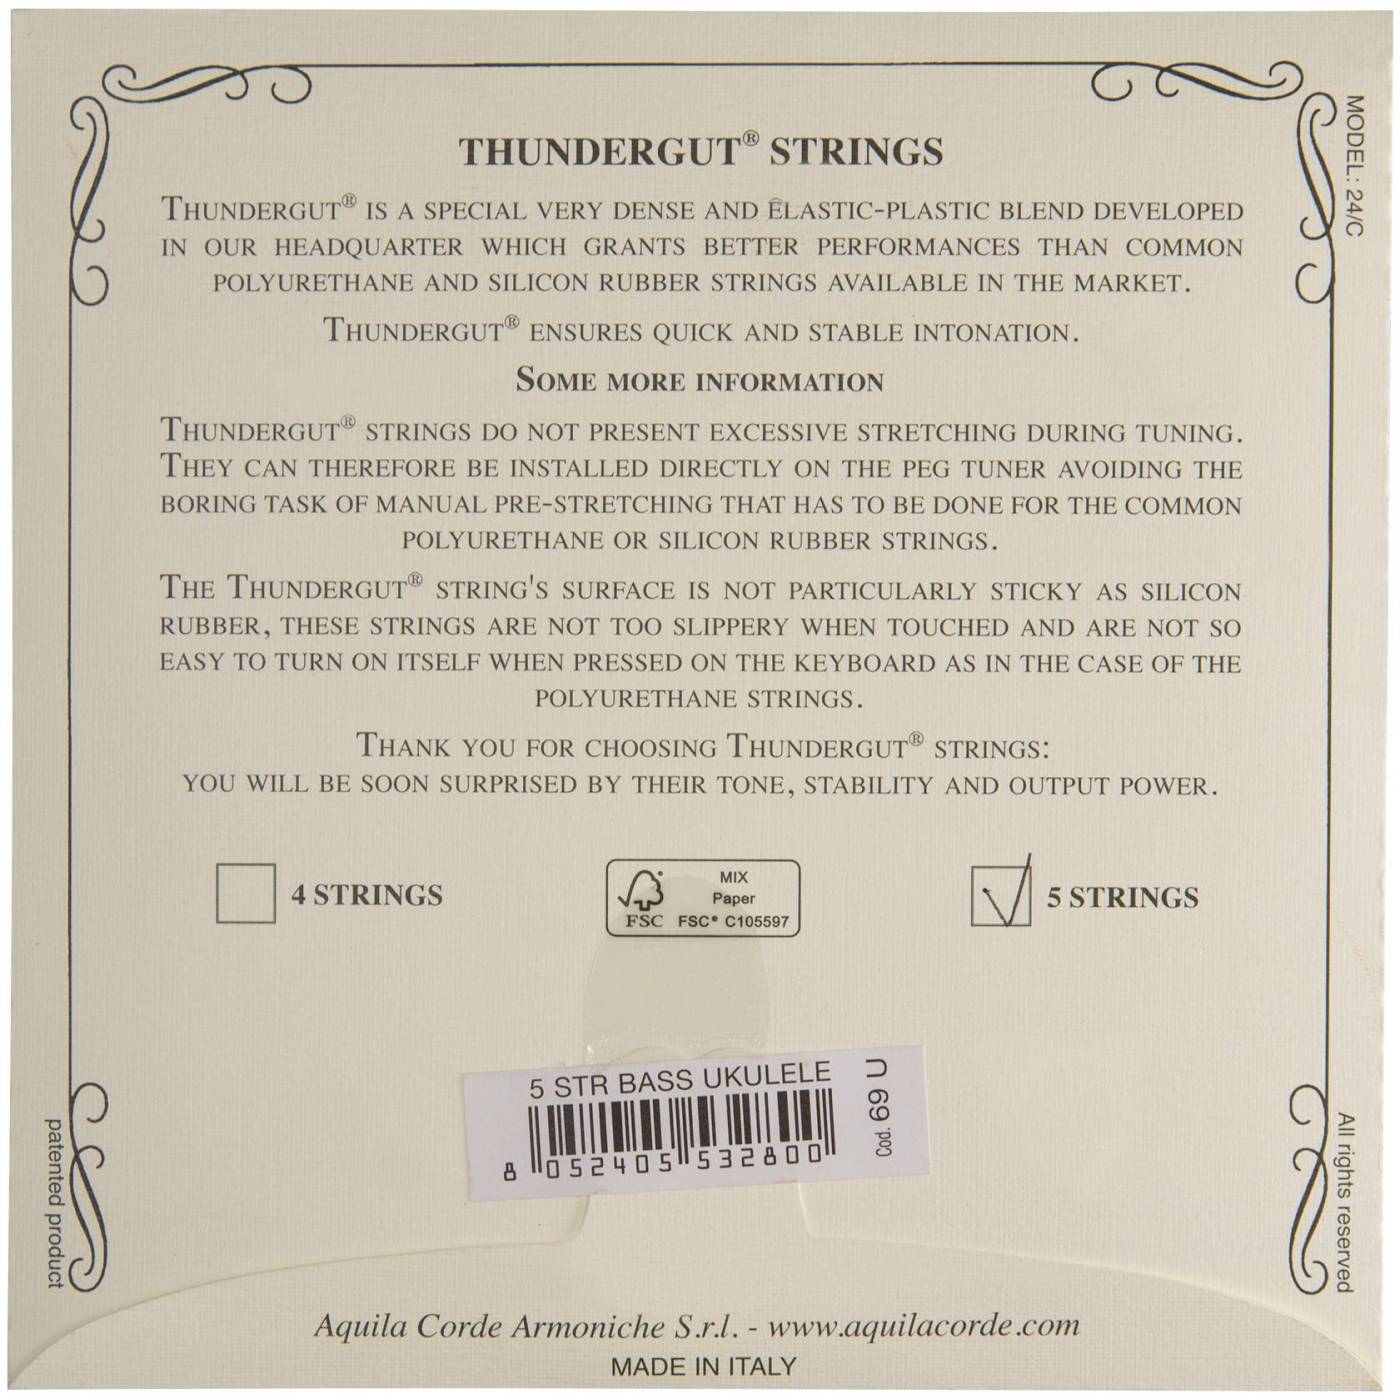 THUNDERGUT® STRINGS
THUNDERGUT® IS A SPECIAL VERY DENSE AND ELASTIC-PLASTIC BLEND DEVELOPED
IN OUR HEADQUARTER WHICH GRANTS BETTER PERFORMANCES THAN COMMON
POLYURETHANE AND SILICON RUBBER STRINGS AVAILABLE IN THE MARKET.
THUNDERGUT® ENSURES QUICK AND STABLE INTONATION.
SOME MORE INFORMATION
THUNDERGUT® STRINGS DO NOT PRESENT EXCESSIVE STRETCHING DURING TUNING.
THEY CAN THEREFORE BE INSTALLED DIRECTLY ON THE PEG TUNER AVOIDING THE
BORING TASK OF MANUAL PRE-STRETCHING THAT HAS TO BE DONE FOR THE COMMON
POLYURETHANE OR SILICON RUBBER STRINGS.
THE THUNDERGUT® STRING'S SURFACE IS NOT PARTICULARLY STICKY AS SILICON
RUBBER, THESE STRINGS ARE NOT TOO SLIPPERY WHEN TOUCHED AND ARE NOT SO
EASY TO TURN ON ITSELF WHEN PRESSED ON THE KEYBOARD AS IN THE CASE OF THE
POLYURETHANE STRINGS.
THANK YOU FOR CHOOSING THUNDERGUT® STRINGS:
YOU WILL BE SOON SURPRISED BY THEIR TONE, STABILITY AND OUTPUT POWER.
4 STRINGS
MIX
Paper
FSC
FSC® C105597
5 STRINGS
5 STR BASS UKULELE
8 052405 532800
Cod. 69 U
Aquila Corde Armoniche S.r.l. - www.aquilacorde.com
MADE IN ITALY
MODEL: 24/C
patented product
All rights reserved